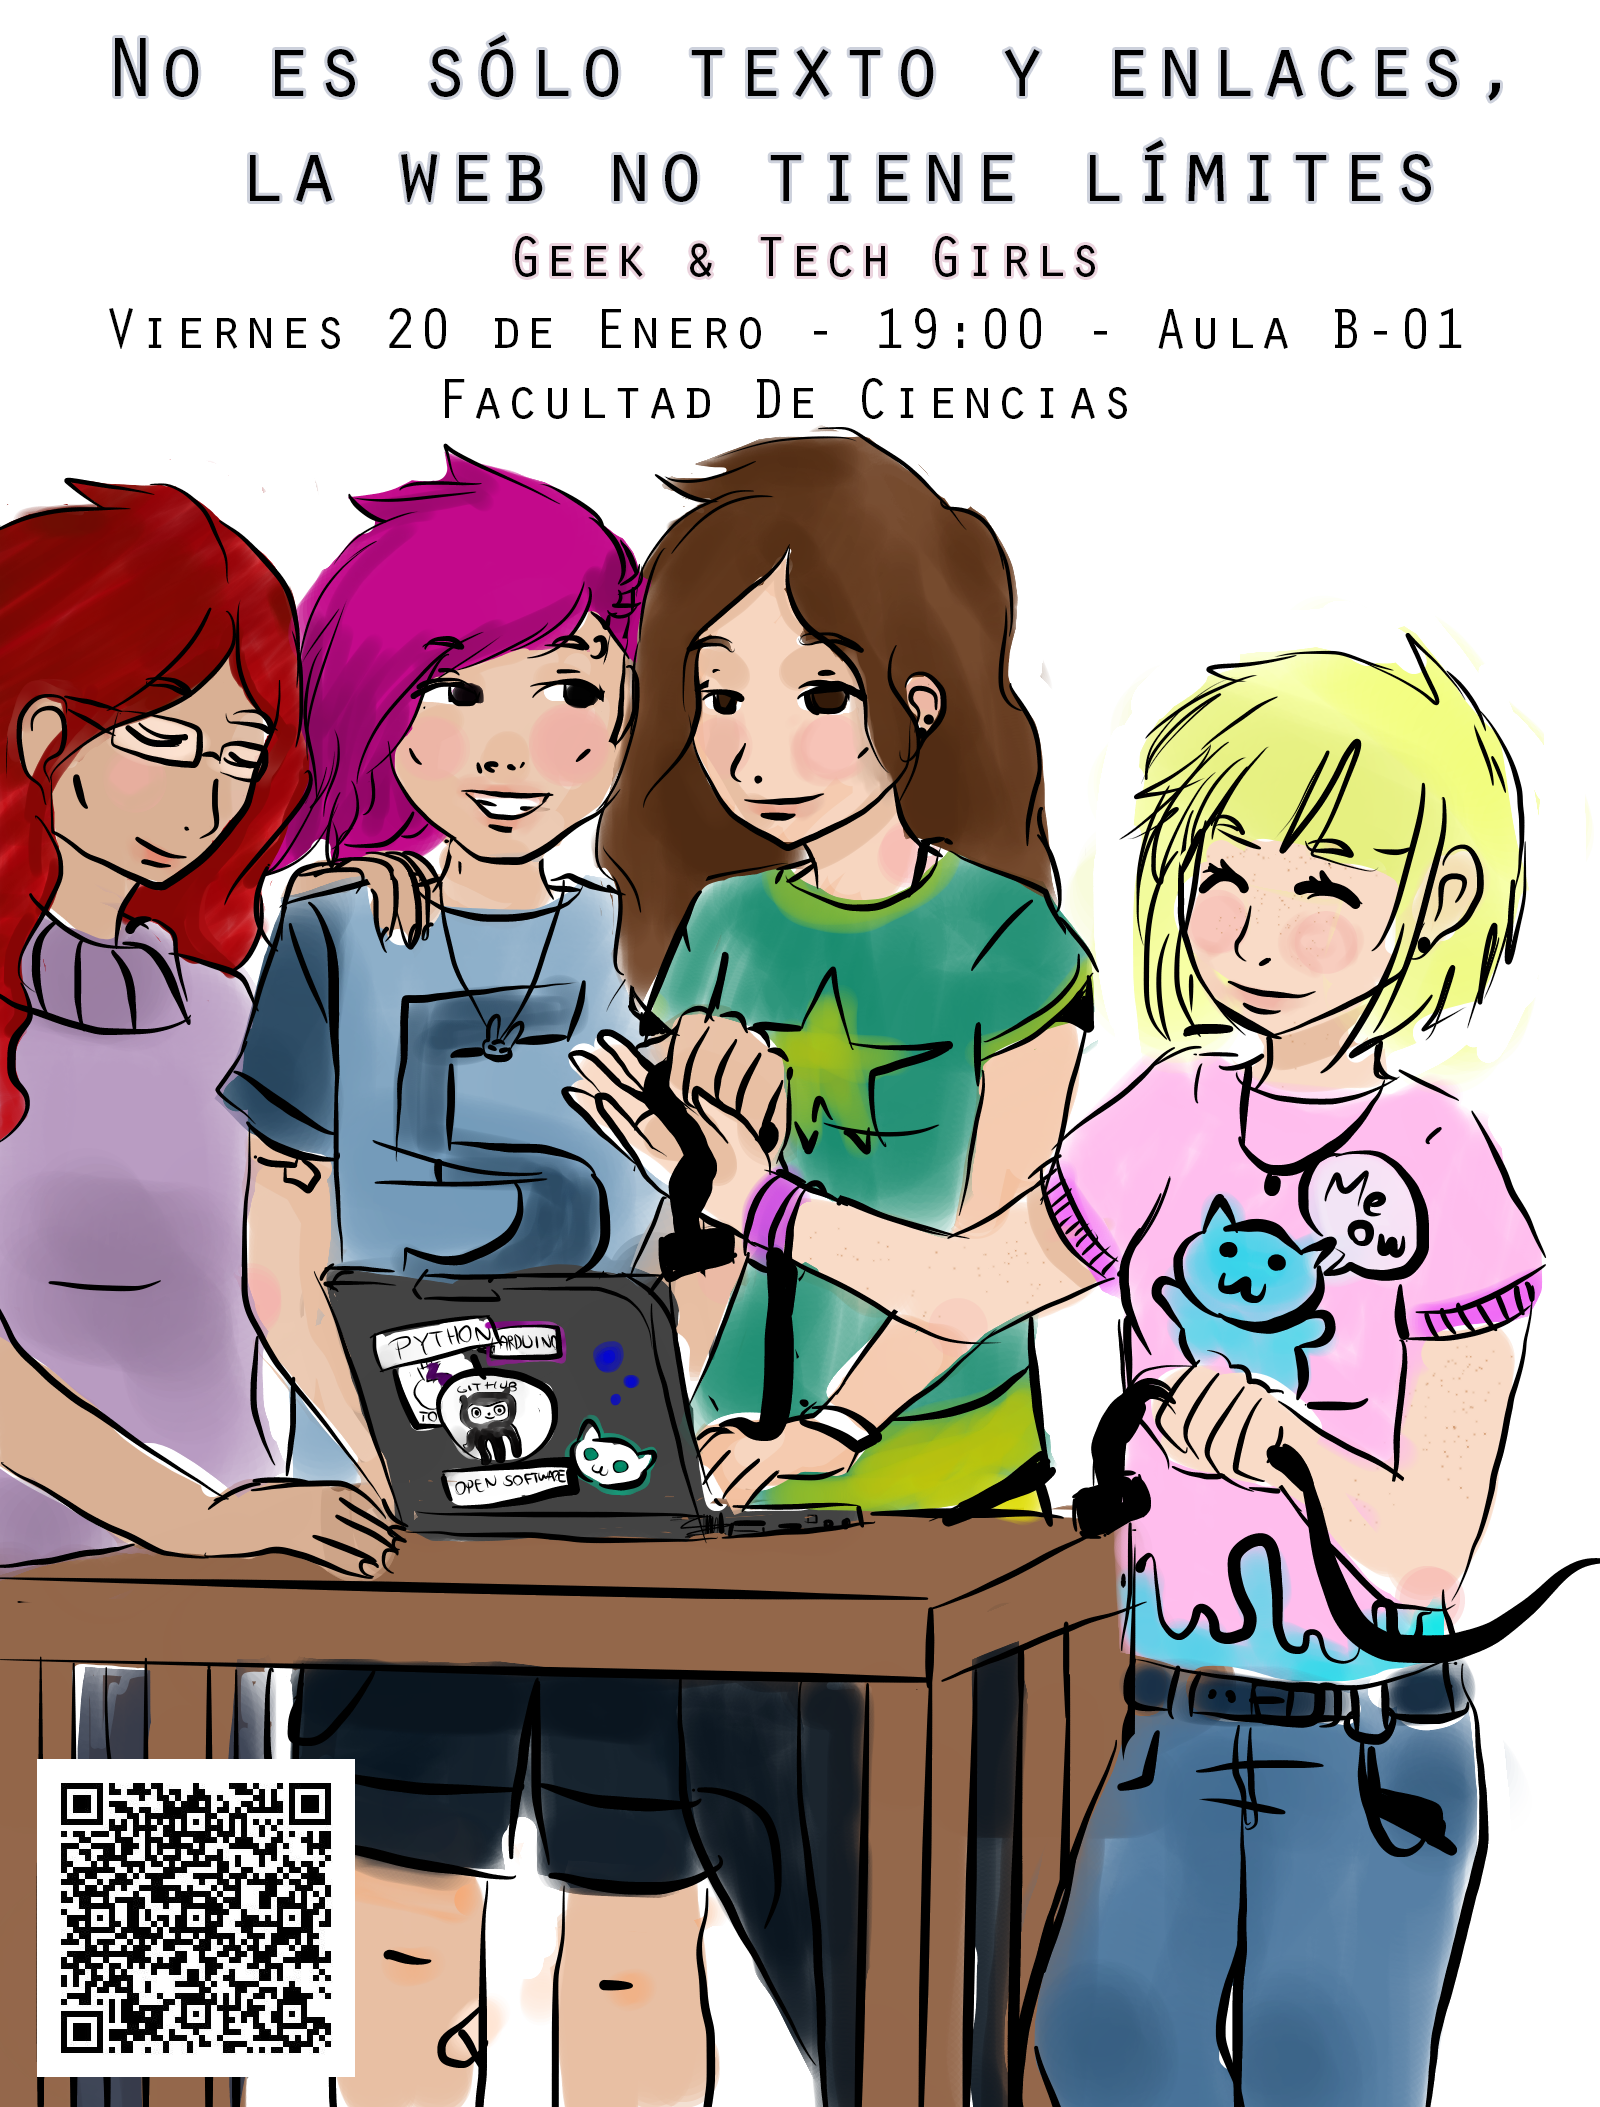 No es sólo texto y enlaces,
la web no tiene límites
Geek & Tech Girls
Viernes 20 de Enero - 19:00 - Aula B-01
Facultad De Ciencias
Me
ow
PYTHON
ARDUINO
GITHUB
TO
OPEN SOFTWARE